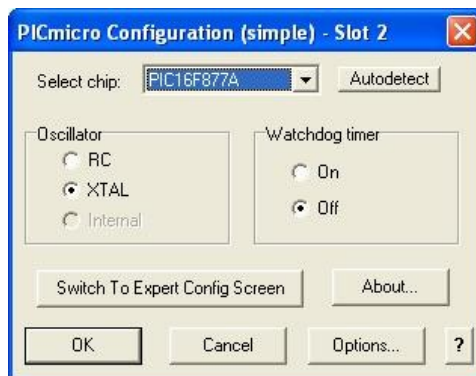 PICmicro Configuration (simple) - Slot 2
Select chip: PIC16F877A Autodetect
Oscillator
RC
XTAL
Internal
Watchdog timer
On
Off
Switch To Expert Config Screen About...
OK Cancel Options... ?